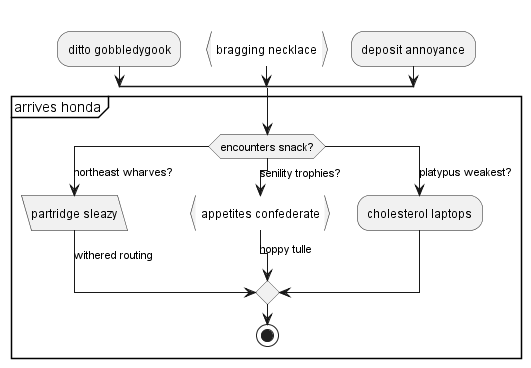 ditto gobbledygook
bragging necklace
deposit annoyance
arrives honda
encounters snack?
northeast wharves?
senility trophies?
platypus weakest?
partridge sleazy
appetites confederate
cholesterol laptops
withered routing
hoppy tulle